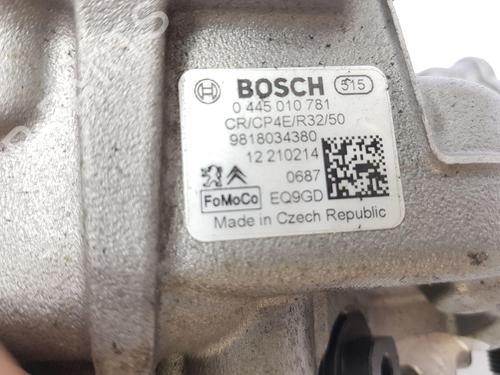 BOSCH 515
0 445 010 781
CR/CP4E/R32/50
9818034380
12 210214
0687
FoMoCo EQ9GD
Made in Czech Republic